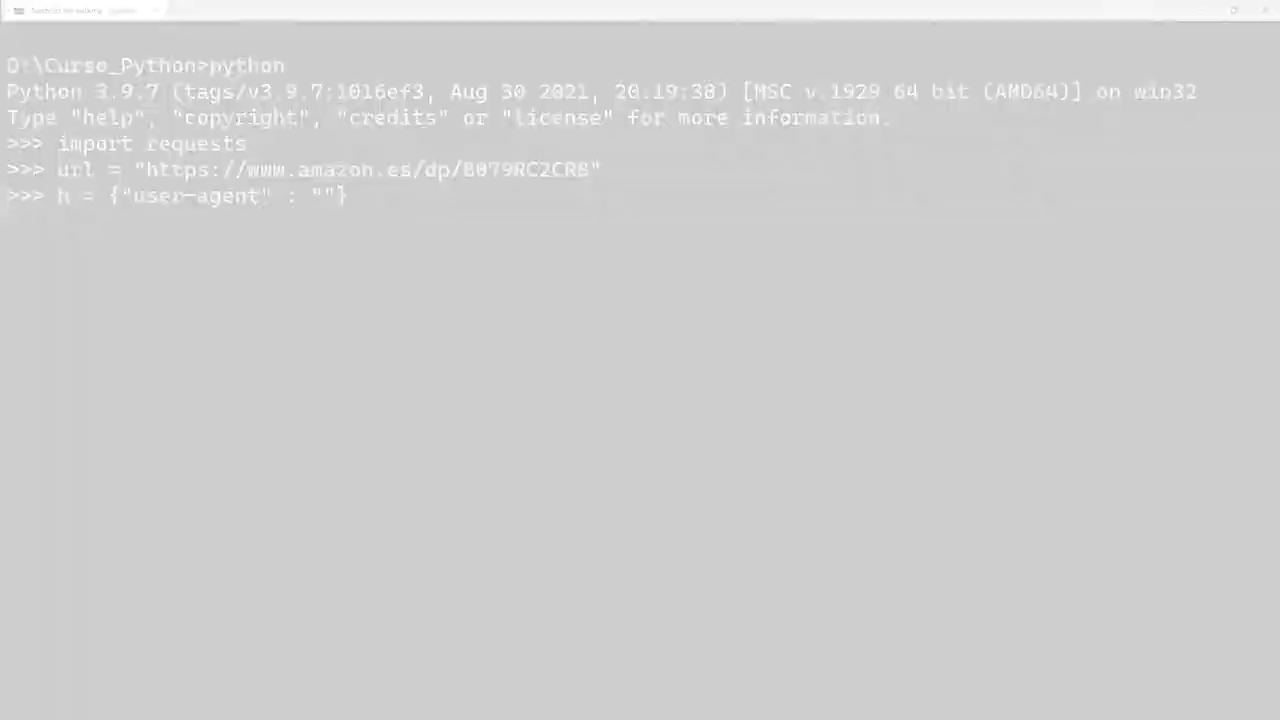 D:\Curso_Python>python
Python 3.9.7 (tags/v3.9.7:1016ef3, Aug 30 2021, 20:19:38) [MSC v.1929 64 bit (AMD64)] on win32
Type "help", "copyright", "credits" or "license" for more information.
>>> import requests
>>> url = "https://www.amazon.es/dp/B079RC2CRB"
>>> h = {"user-agent" : ""}